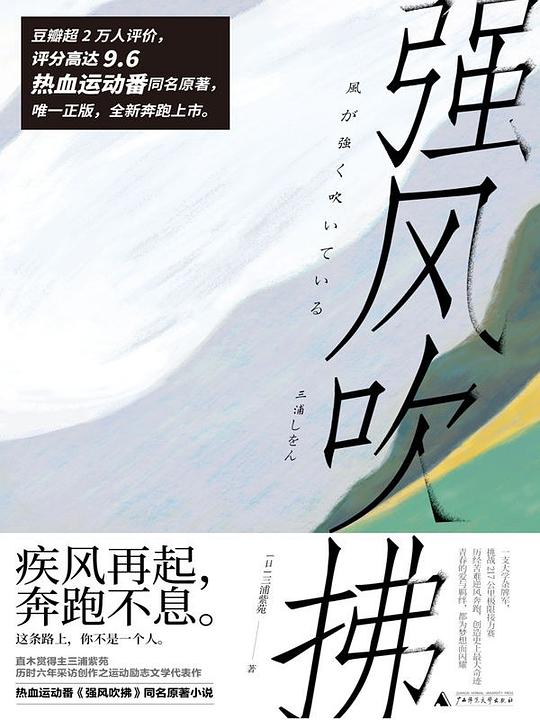 豆瓣超 2 万人评价，
评分高达 9.6
热血运动番同名原著，
唯一正版，全新奔跑上市。
强风吹拂
風が強く吹いている
三浦しをん
疾风再起，
奔跑不息。
这条路上，你不是一个人。
直木赏得主三浦紫苑
历时六年采访创作之运动励志文学代表作
热血运动番《强风吹拂》同名原著小说
［日］三浦紫苑 —— 著
一支大学杂牌军，
挑战 217 公里极限接力赛
历经苦难逆风奔跑，创造史上最大奇迹
青春的爱与羁绊，都为梦想而闪耀
广西师范大学出版社